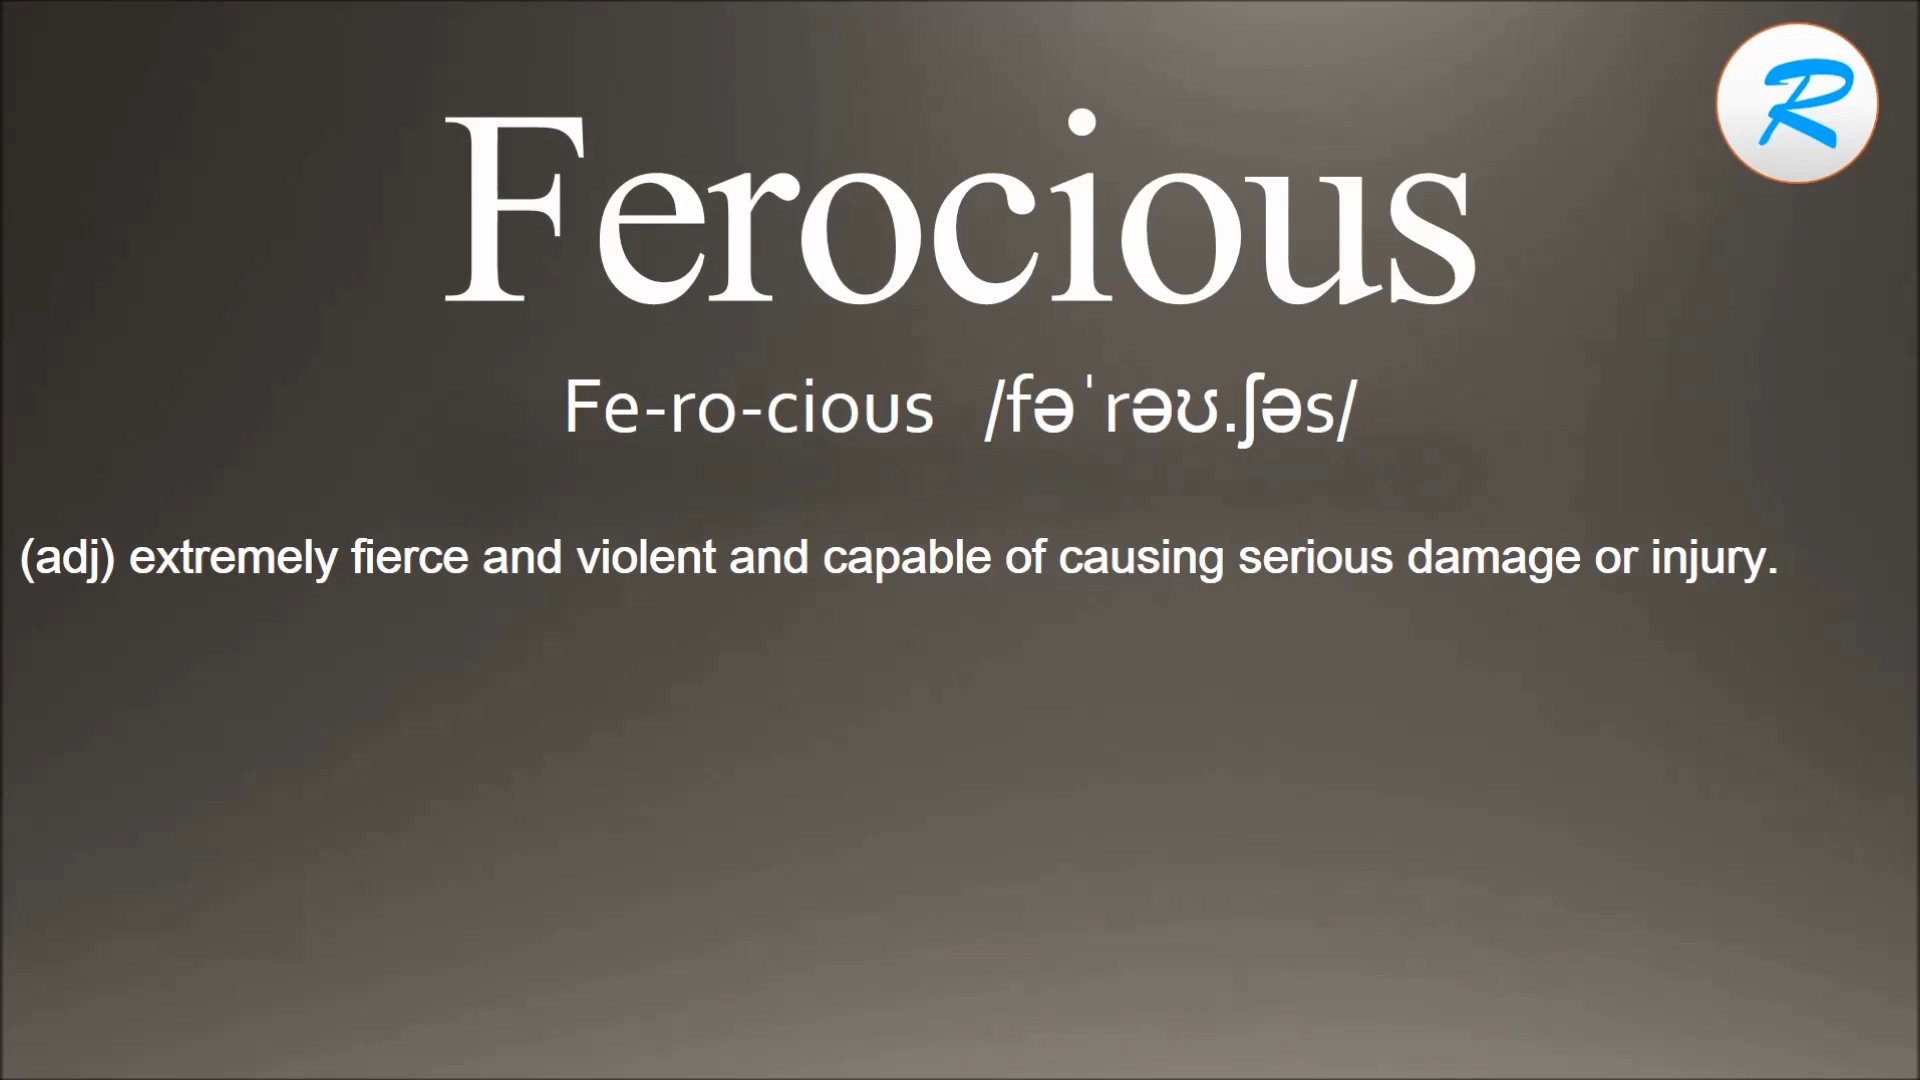 R
Ferocious
Fe-ro-cious /fəˈrəʊ.ʃəs/
(adj) extremely fierce and violent and capable of causing serious damage or injury.